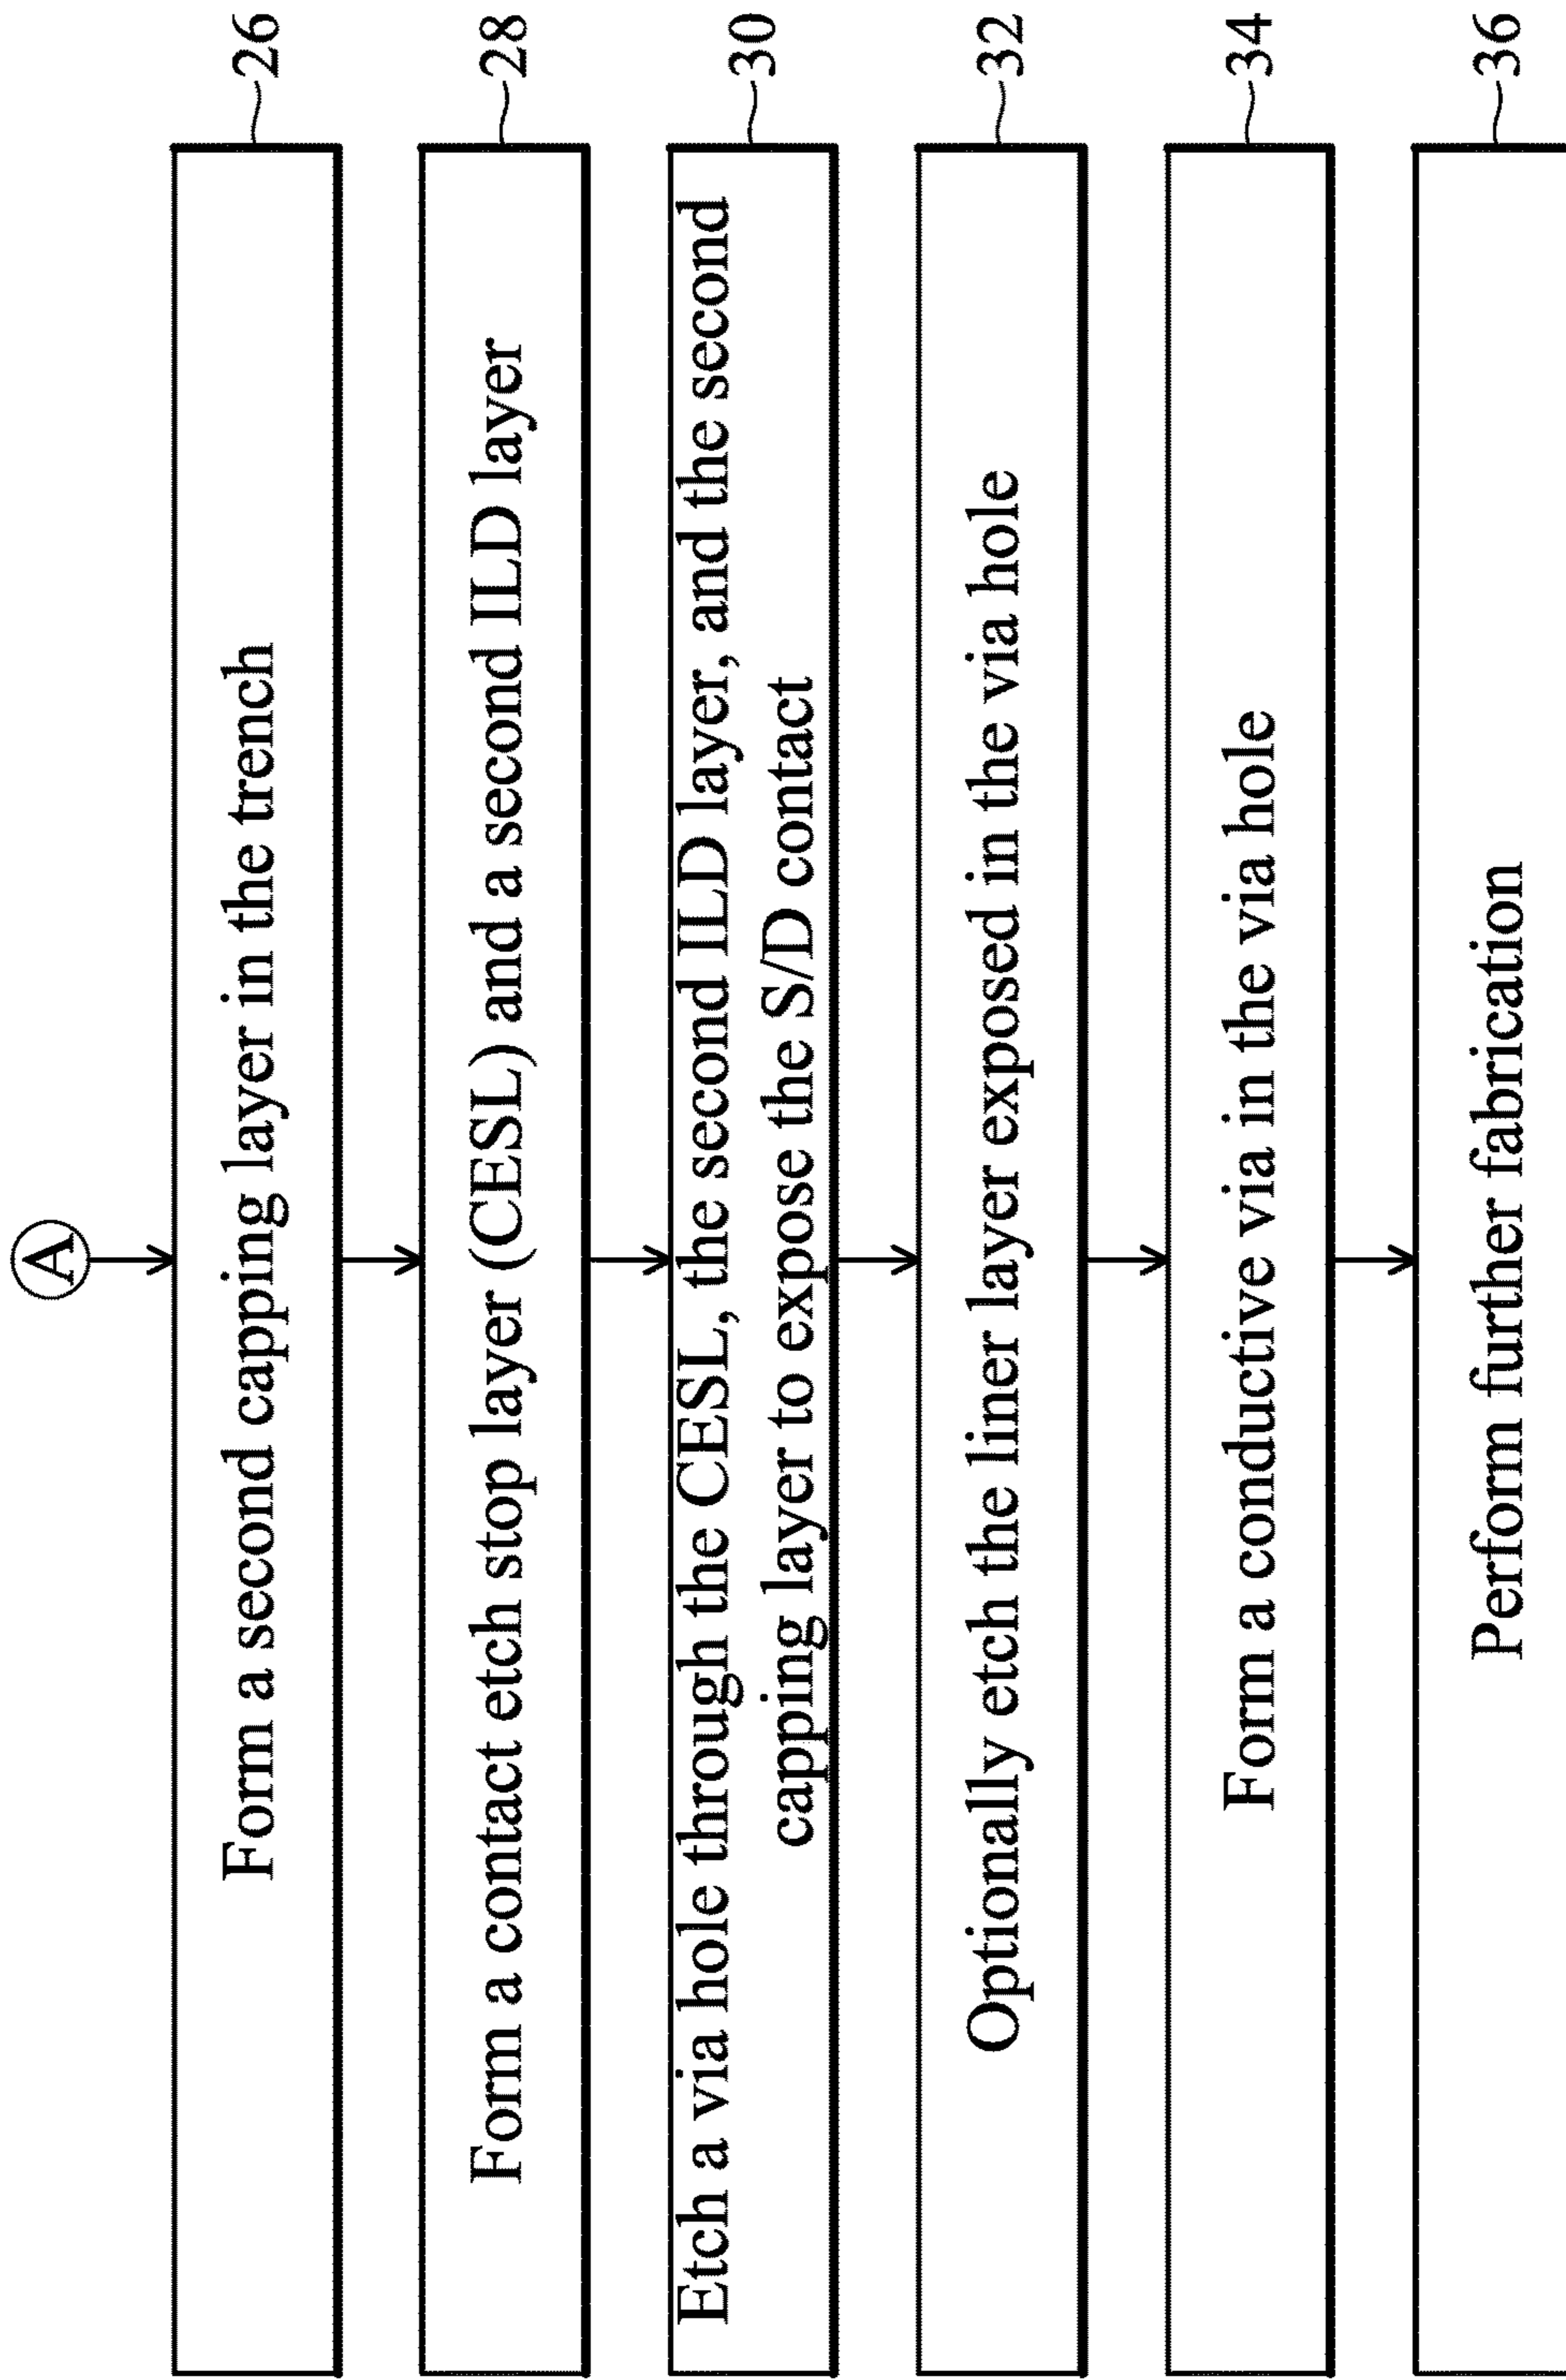 A
Form a second capping layer in the trench
26
Form a contact etch stop layer (CESL) and a second ILD layer
28
Etch a via hole through the CESL, the second ILD layer, and the second
capping layer to expose the S/D contact
30
Optionally etch the liner layer exposed in the via hole
32
Form a conductive via in the via hole
34
Perform further fabrication
36